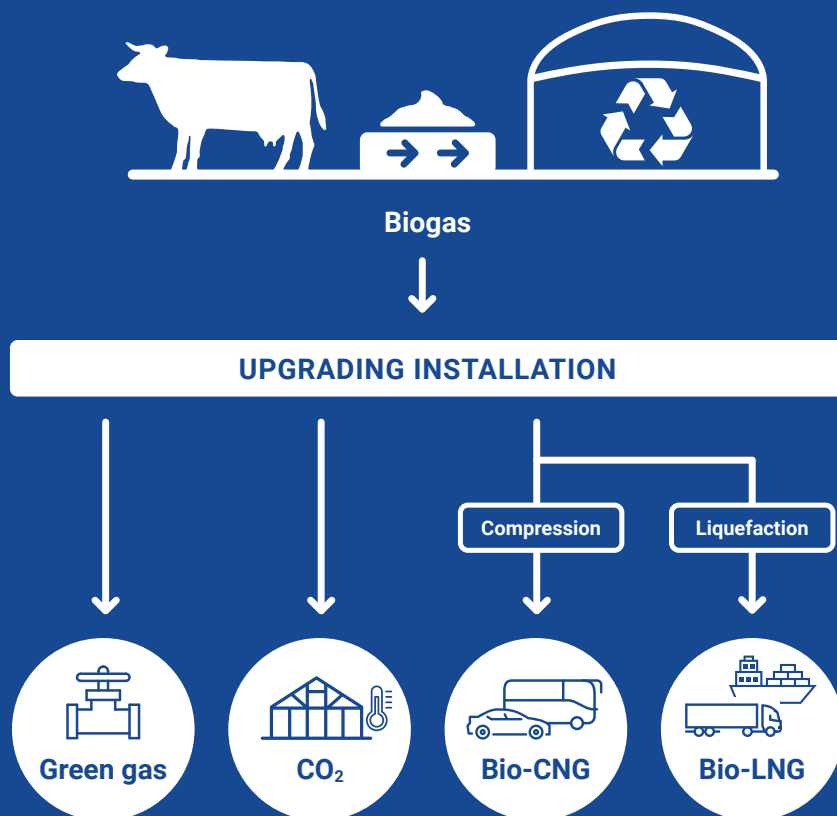 Biogas
UPGRADING INSTALLATION
Compression
Liquefaction
Green gas
CO₂
Bio-CNG
Bio-LNG